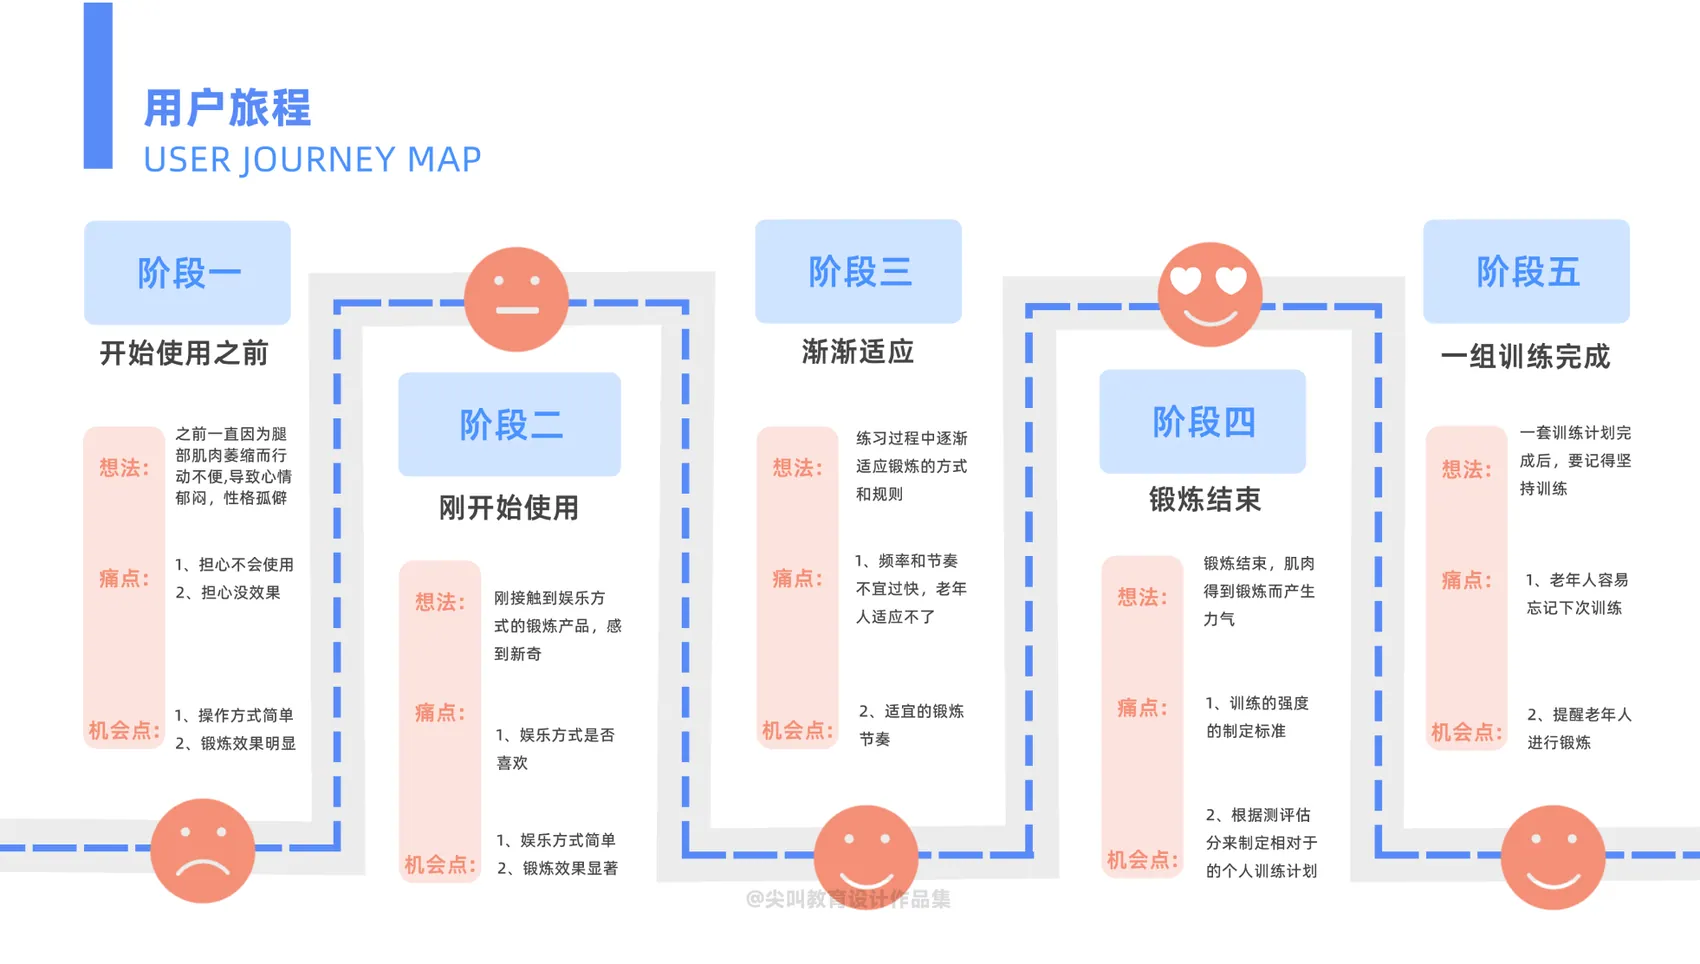 用户旅程
USER JOURNEY MAP
阶段一
开始使用之前
想法：
之前一直因为腿
部肌肉萎缩而行
动不便,导致心情
郁闷，性格孤僻
痛点：
1、担心不会使用
2、担心没效果
机会点：
1、操作方式简单
2、锻炼效果明显
阶段二
刚开始使用
想法：
刚接触到娱乐方
式的锻炼产品，感
到新奇
痛点：
1、娱乐方式是否
喜欢
机会点：
1、娱乐方式简单
2、锻炼效果显著
阶段三
渐渐适应
想法：
练习过程中逐渐
适应锻炼的方式
和规则
痛点：
1、频率和节奏
不宜过快，老年
人适应不了
机会点：
2、适宜的锻炼
节奏
阶段四
锻炼结束
想法：
锻炼结束，肌肉
得到锻炼而产生
力气
痛点：
1、训练的强度
的制定标准
机会点：
2、根据测评估
分来制定相对于
的个人训练计划
阶段五
一组训练完成
想法：
一套训练计划完
成后，要记得坚
持训练
痛点：
1、老年人容易
忘记下次训练
机会点：
2、提醒老年人
进行锻炼
@尖叫教育设计作品集